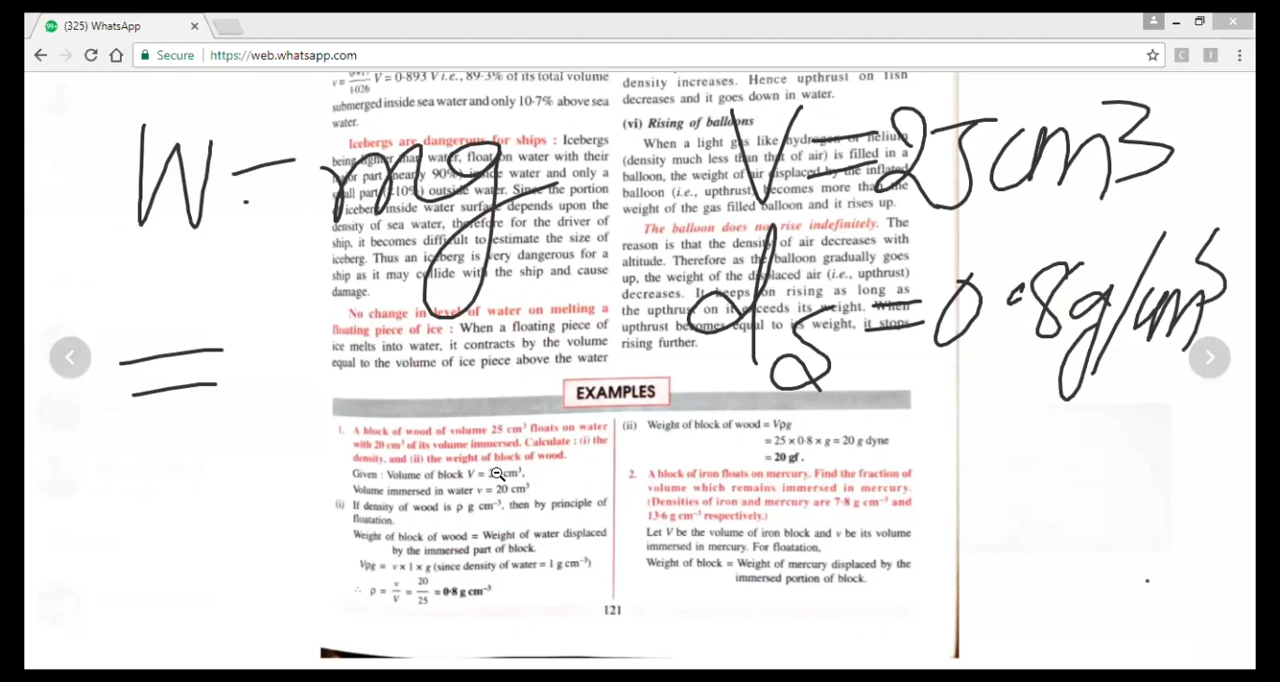 (325) WhatsApp
Secure
https://web.whatsapp.com
V = 0·893 V i.e., 89·3% of its total volume
1026
submerged inside sea water and only 10·7% above sea
water.
Icebergs are dangerous for ships : Icebergs
being lighter than water, float on water with their
major part (nearly 90%) inside water and only a
small part (10%) outside water. Since the portion
iceberg inside water surface depends upon the
density of sea water, therefore for the driver of
ship, it becomes difficult to estimate the size of
iceberg. Thus an iceberg is very dangerous for a
ship as it may collide with the ship and cause
damage.
No change in level of water on melting a
floating piece of ice : When a floating piece of
ice melts into water, it contracts by the volume
equal to the volume of ice piece above the water
density increases. Hence upthrust on fish
decreases and it goes down in water.
(vi) Rising of balloons
When a light gas like hydrogen or helium
(density much less than that of air) is filled in a
balloon, the weight of air displaced by the inflated
balloon (i.e., upthrust) becomes more than the
weight of the gas filled balloon and it rises up.
The balloon does not rise indefinitely. The
reason is that the density of air decreases with
altitude. Therefore as the balloon gradually goes
up, the weight of the displaced air (i.e., upthrust)
decreases. It keeps on rising as long as
the upthrust on it exceeds its weight. When
upthrust becomes equal to its weight, it stops
rising further.
W = mg
=
V = 25 cm3
ds = 0.8g/cm3
EXAMPLES
1. A block of wood of volume 25 cm³ floats on water
with 20 cm³ of its volume immersed. Calculate : (i) the
density, and (ii) the weight of block of wood.
Given : Volume of block V = cm³,
Volume immersed in water v = 20 cm³
(i) If density of wood is ρ g cm⁻³, then by principle of
floatation.
Weight of block of wood = Weight of water displaced
by the immersed part of block.
Vρg = v × 1 × g (since density of water = 1 g cm⁻³)
∴ ρ = v/V = 20/25 = 0·8 g cm⁻³
(ii) Weight of block of wood = Vρg
= 25 × 0·8 × g = 20 g dyne
= 20 gf.
2. A block of iron floats on mercury. Find the fraction of
volume which remains immersed in mercury.
(Densities of iron and mercury are 7·8 g cm⁻³ and
13·6 g cm⁻³ respectively.)
Let V be the volume of iron block and v be its volume
immersed in mercury. For floatation,
Weight of block = Weight of mercury displaced by the
immersed portion of block.
121